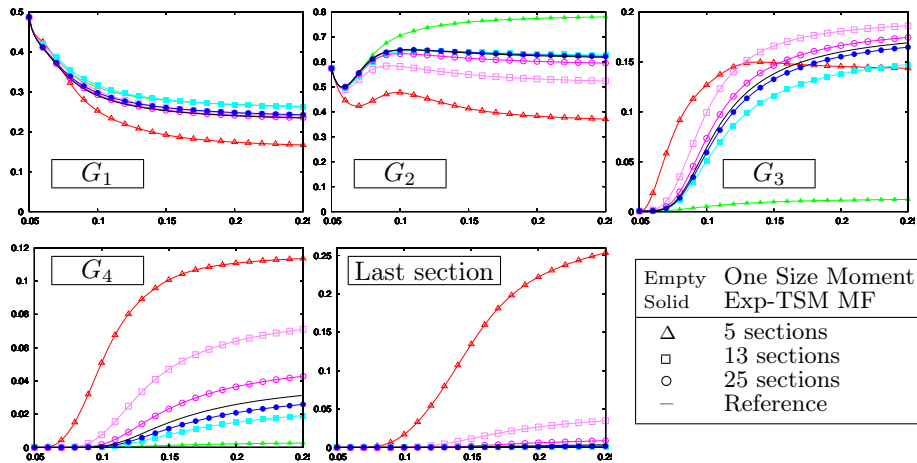 0.5
0.4
0.3
0.2
0.1
0
0.05 0.1 0.15 0.2 0.25
G1
0.8
0.7
0.6
0.5
0.4
0.3
0.2
0.1
0
0.05 0.1 0.15 0.2 0.25
G2
0.2
0.15
0.1
0.05
0
0.05 0.1 0.15 0.2 0.25
G3
0.12
0.1
0.08
0.06
0.04
0.02
0
0.05 0.1 0.15 0.2 0.25
G4
0.25
0.2
0.15
0.1
0.05
0
0.05 0.1 0.15 0.2 0.25
Last section
Empty One Size Moment
Solid Exp-TSM MF
△ 5 sections
□ 13 sections
○ 25 sections
— Reference